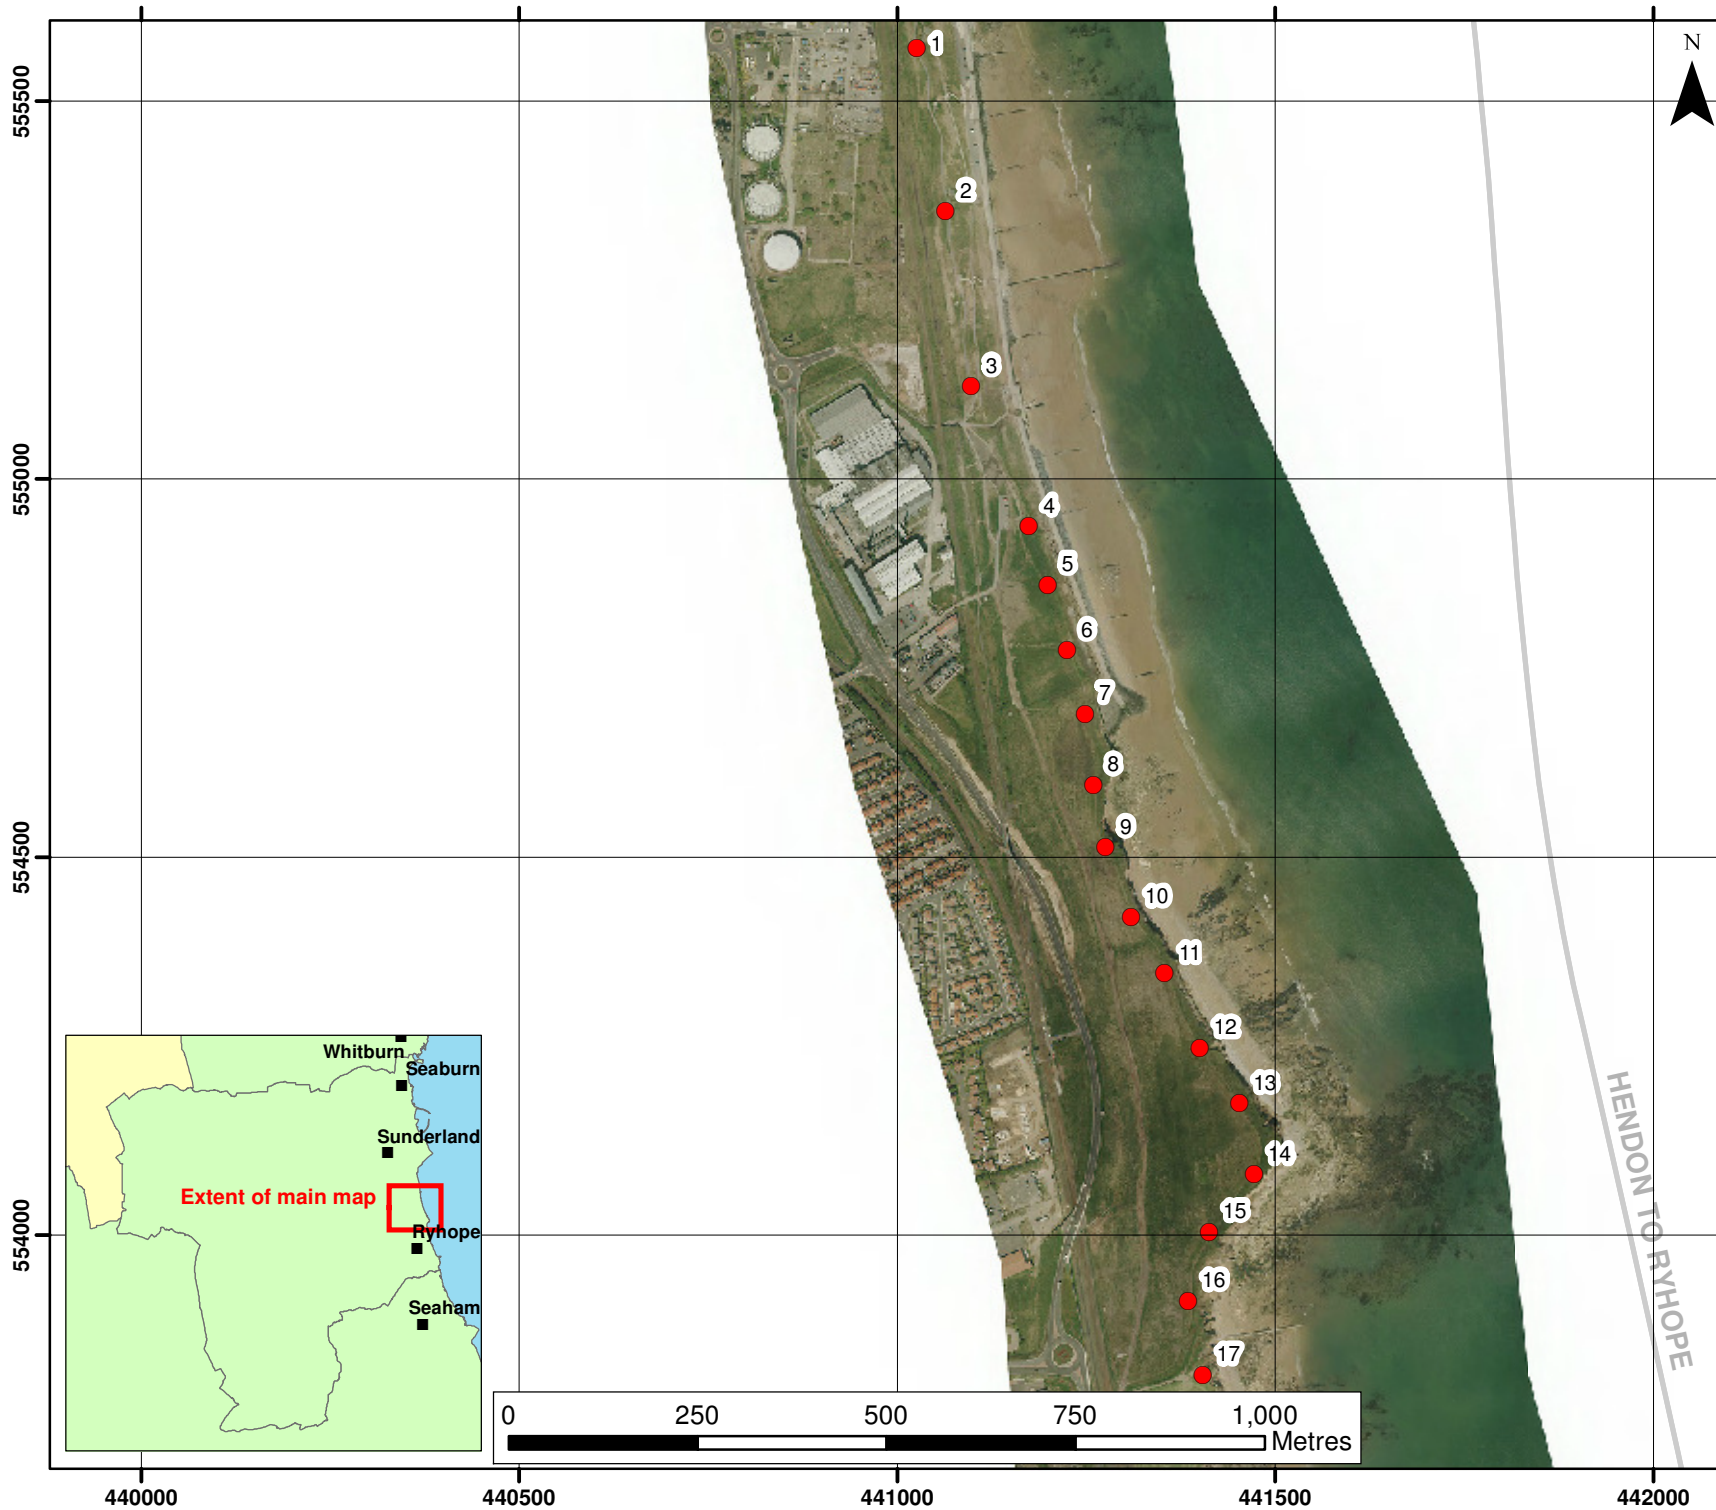 N
1
2
3
4
5
6
7
8
9
10
11
12
13
14
15
16
17
555500
555000
554500
554000
HENDON TO RYHOPE
Whitburn
Seaburn
Sunderland
Extent of main map
Ryhope
Seaham
0 250 500 750 1,000
Metres
440000 440500 441000 441500 442000